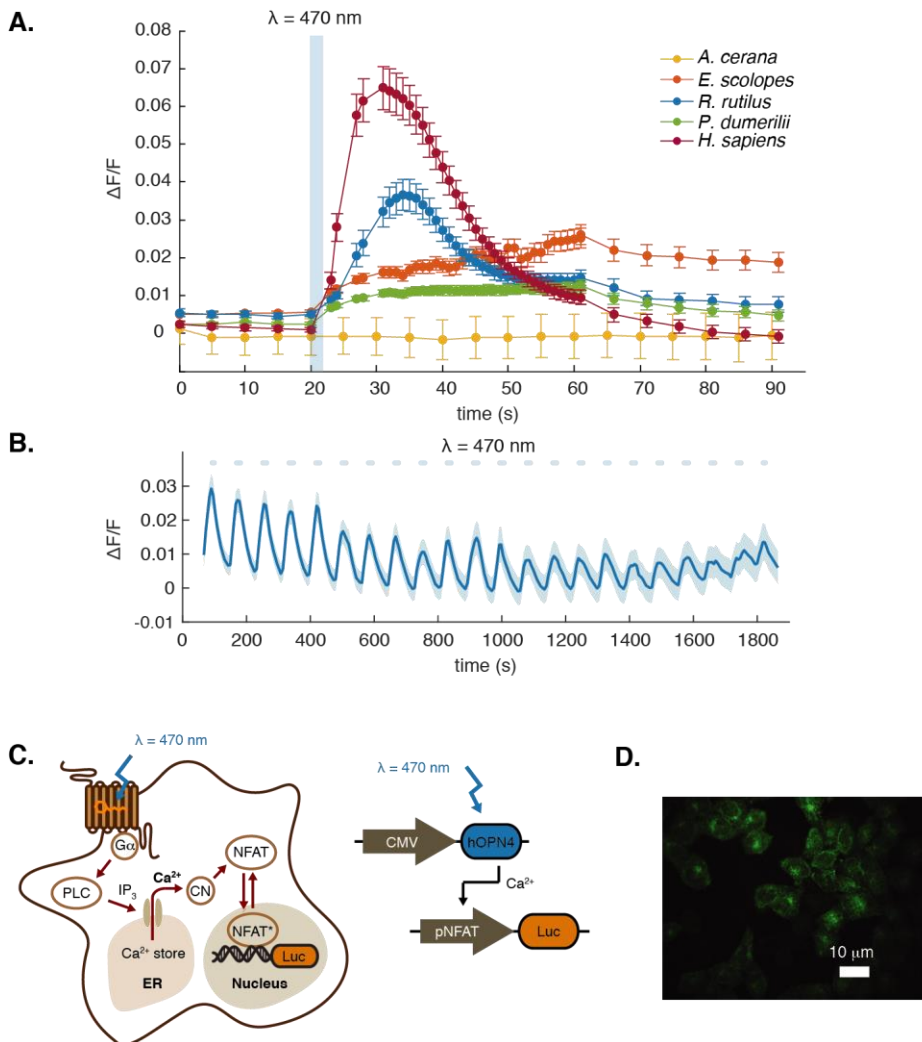 A.
λ = 470 nm
0.08
0.07
0.06
0.05
0.04
0.03
0.02
0.01
0
ΔF/F
A. cerana
E. scolopes
R. rutilus
P. dumerilii
H. sapiens
0 10 20 30 40 50 60 70 80 90
time (s)
B.
λ = 470 nm
0.03
0.02
0.01
0
-0.01
ΔF/F
0 200 400 600 800 1000 1200 1400 1600 1800
time (s)
C.
λ = 470 nm
Gα
PLC
IP₃
Ca²⁺
CN
NFAT
NFAT*
Luc
Ca²⁺ store
ER
Nucleus
λ = 470 nm
CMV
hOPN4
Ca²⁺
pNFAT
Luc
D.
10 µm